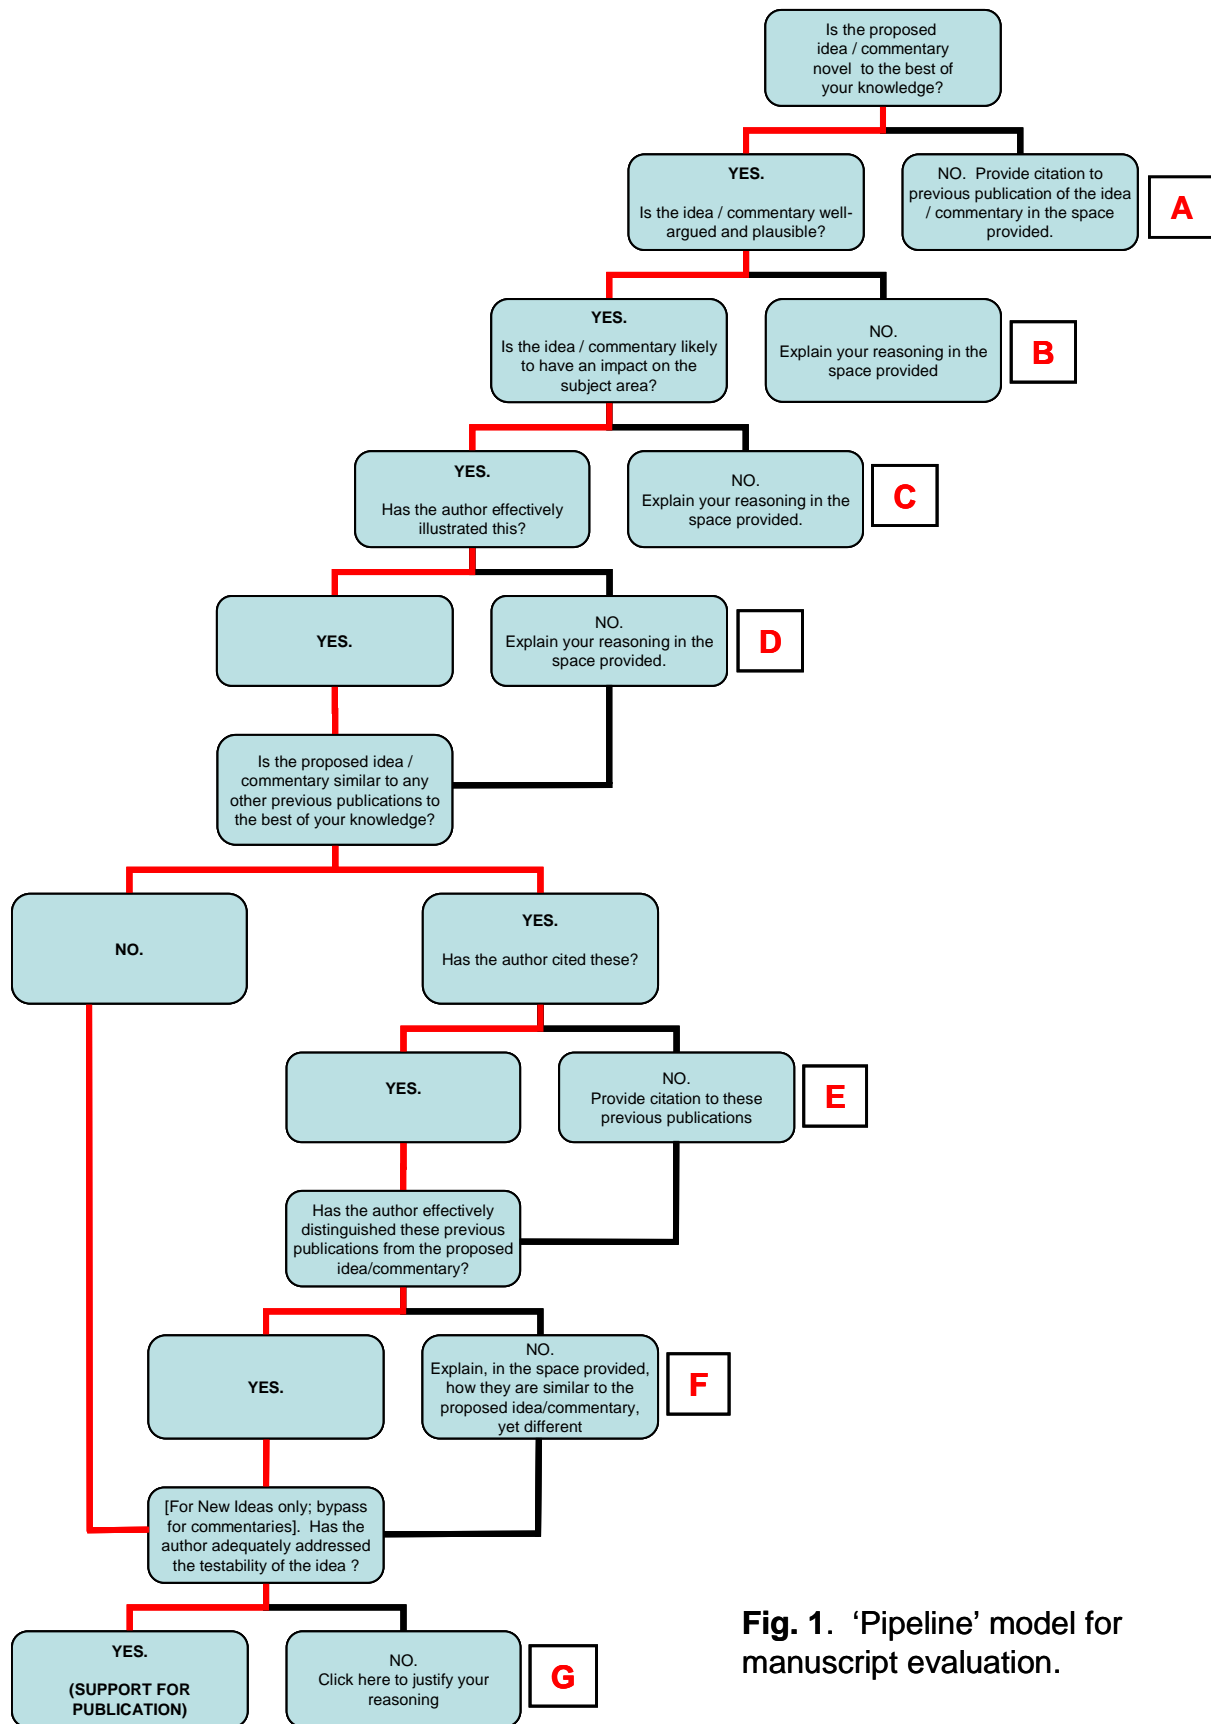 Is the proposed
idea / commentary
novel to the best of
your knowledge?
YES.
Is the idea / commentary well-
argued and plausible?
NO. Provide citation to
previous publication of the idea
/ commentary in the space
provided.
A
YES.
Is the idea / commentary likely
to have an impact on the
subject area?
NO.
Explain your reasoning in the
space provided
B
YES.
Has the author effectively
illustrated this?
NO.
Explain your reasoning in the
space provided.
C
YES.
NO.
Explain your reasoning in the
space provided.
D
Is the proposed idea /
commentary similar to any
other previous publications to
the best of your knowledge?
NO.
YES.
Has the author cited these?
YES.
NO.
Provide citation to these
previous publications
E
Has the author effectively
distinguished these previous
publications from the proposed
idea/commentary?
YES.
NO.
Explain, in the space provided,
how they are similar to the
proposed idea/commentary,
yet different
F
[For New Ideas only; bypass
for commentaries]. Has the
author adequately addressed
the testability of the idea ?
YES.
(SUPPORT FOR
PUBLICATION)
NO.
Click here to justify your
reasoning
G
Fig. 1. ‘Pipeline’ model for
manuscript evaluation.